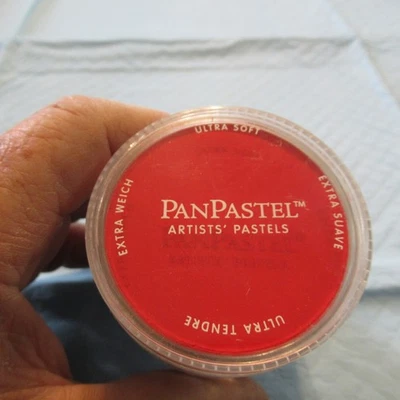 ULTRA SOFT
EXTRA WEICH
EXTRA SUAVE
PANPASTEL™
ARTISTS' PASTELS
ULTRA TENDRE